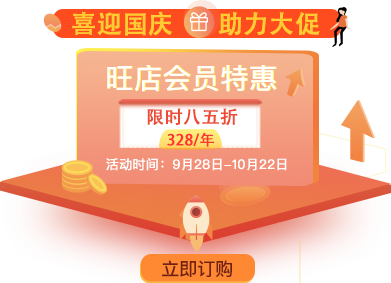 喜迎国庆 助力大促
旺店会员特惠
限时八五折
328/年
活动时间：9月28日-10月22日
立即订购